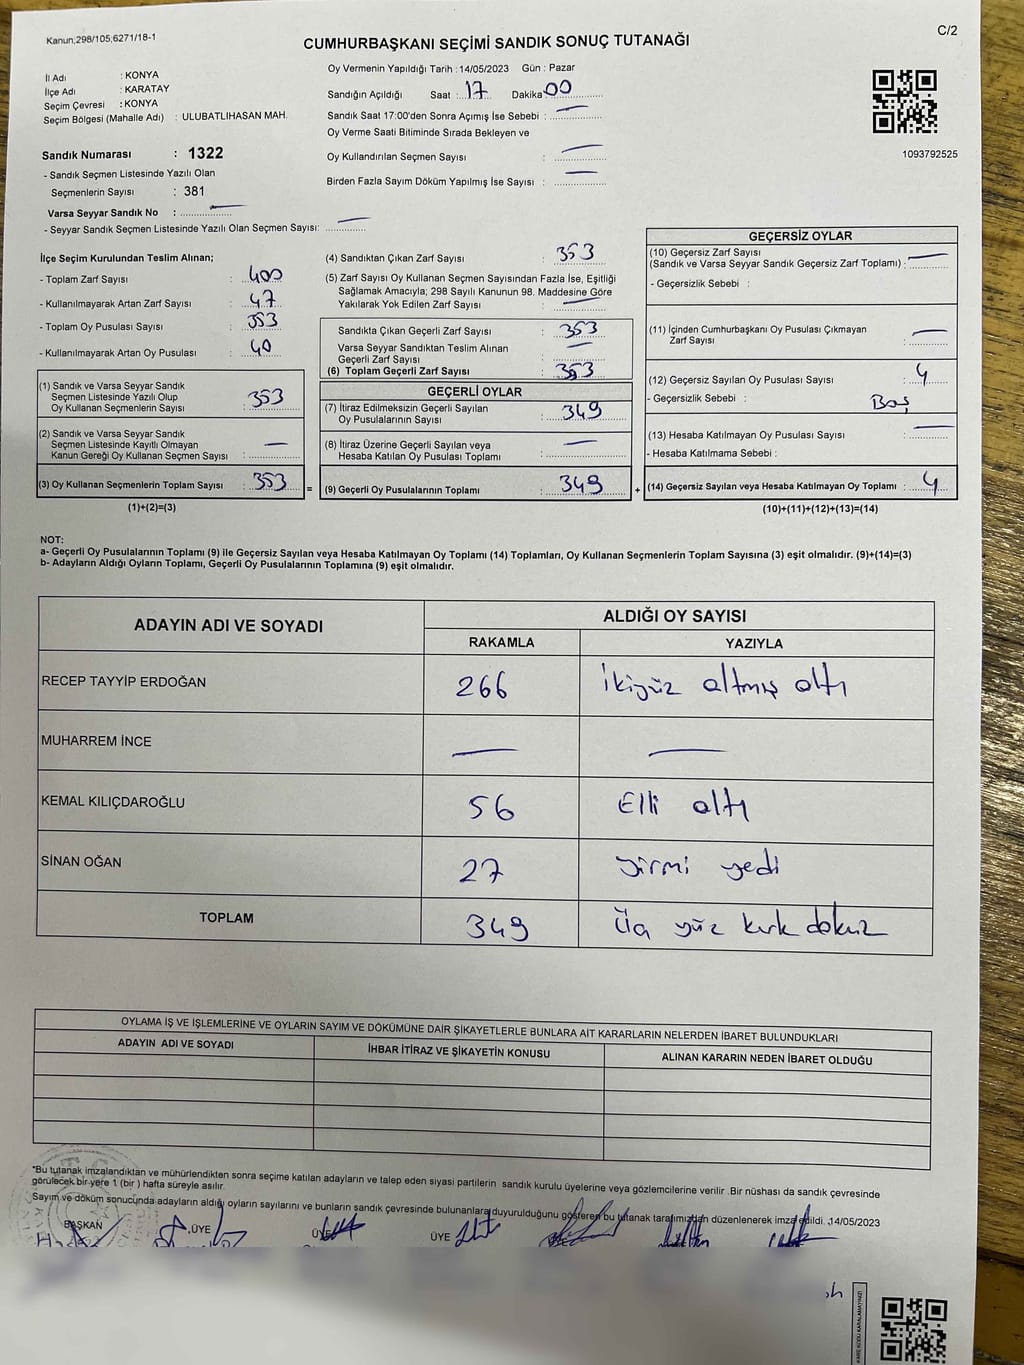 Kanun;298/105;6271/18-1
C/2
CUMHURBAŞKANI SEÇİMİ SANDIK SONUÇ TUTANAĞI
İl Adı : KONYA
İlçe Adı : KARATAY
Seçim Çevresi : KONYA
Seçim Bölgesi (Mahalle Adı) : ULUBATLIHASAN MAH.
Oy Vermenin Yapıldığı Tarih : 14/05/2023 Gün : Pazar
Sandığın Açıldığı Saat : 17 Dakika 00
Sandık Saat 17:00'den Sonra Açımış İse Sebebi : —
Oy Verme Saati Bitiminde Sırada Bekleyen ve
Oy Kullandırılan Seçmen Sayısı : —
Birden Fazla Sayım Döküm Yapılmış İse Sayısı : —
1093792525
Sandık Numarası : 1322
- Sandık Seçmen Listesinde Yazılı Olan
Seçmenlerin Sayısı : 381
Varsa Seyyar Sandık No : —
- Seyyar Sandık Seçmen Listesinde Yazılı Olan Seçmen Sayısı: —
İlçe Seçim Kurulundan Teslim Alınan;
- Toplam Zarf Sayısı : 400
- Kullanılmayarak Artan Zarf Sayısı : 47
- Toplam Oy Pusulası Sayısı : 353
- Kullanılmayarak Artan Oy Pusulası : 40
(1) Sandık ve Varsa Seyyar Sandık
Seçmen Listesinde Yazılı Olup
Oy Kullanan Seçmenlerin Sayısı : 353
(2) Sandık ve Varsa Seyyar Sandık
Seçmen Listesinde Kayıtlı Olmayan
Kanun Gereği Oy Kullanan Seçmen Sayısı : —
(3) Oy Kullanan Seçmenlerin Toplam Sayısı : 353 =
(1)+(2)=(3)
(4) Sandıktan Çıkan Zarf Sayısı : 353
(5) Zarf Sayısı Oy Kullanan Seçmen Sayısından Fazla İse, Eşitliği
Sağlamak Amacıyla; 298 Sayılı Kanunun 98. Maddesine Göre
Yakılarak Yok Edilen Zarf Sayısı : —
Sandıkta Çıkan Geçerli Zarf Sayısı : 353
Varsa Seyyar Sandıktan Teslim Alınan
Geçerli Zarf Sayısı : —
(6) Toplam Geçerli Zarf Sayısı : 353
GEÇERLİ OYLAR
(7) İtiraz Edilmeksizin Geçerli Sayılan
Oy Pusulalarının Sayısı : 349
(8) İtiraz Üzerine Geçerli Sayılan veya
Hesaba Katılan Oy Pusulası Toplamı : —
(9) Geçerli Oy Pusulalarının Toplamı : 349 +
GEÇERSİZ OYLAR
(10) Geçersiz Zarf Sayısı
(Sandık ve Varsa Seyyar Sandık Geçersiz Zarf Toplamı) : —
- Geçersizlik Sebebi :
(11) İçinden Cumhurbaşkanı Oy Pusulası Çıkmayan
Zarf Sayısı : —
(12) Geçersiz Sayılan Oy Pusulası Sayısı : 4
- Geçersizlik Sebebi : Boş
(13) Hesaba Katılmayan Oy Pusulası Sayısı : —
- Hesaba Katılmama Sebebi :
(14) Geçersiz Sayılan veya Hesaba Katılmayan Oy Toplamı : 4
(10)+(11)+(12)+(13)=(14)
NOT:
a- Geçerli Oy Pusulalarının Toplamı (9) ile Geçersiz Sayılan veya Hesaba Katılmayan Oy Toplamı (14) Toplamları, Oy Kullanan Seçmenlerin Toplam Sayısına (3) eşit olmalıdır. (9)+(14)=(3)
b- Adayların Aldığı Oyların Toplamı, Geçerli Oy Pusulalarının Toplamına (9) eşit olmalıdır.
ADAYIN ADI VE SOYADI
ALDIĞI OY SAYISI
RAKAMLA YAZIYLA
RECEP TAYYİP ERDOĞAN 266 İkiyüz altmış altı
MUHARREM İNCE — —
KEMAL KILIÇDAROĞLU 56 Elli altı
SİNAN OĞAN 27 yirmi yedi
TOPLAM 349 Üç yüz kırk dokuz
OYLAMA İŞ VE İŞLEMLERİNE VE OYLARIN SAYIM VE DÖKÜMÜNE DAİR ŞİKAYETLERLE BUNLARA AİT KARARLARIN NELERDEN İBARET BULUNDUKLARI
ADAYIN ADI VE SOYADI İHBAR İTİRAZ VE ŞİKAYETİN KONUSU ALINAN KARARIN NEDEN İBARET OLDUĞU
*Bu tutanak imzalandıktan ve mühürlendikten sonra seçime katılan adayların ve talep eden siyasi partilerin sandık kurulu üyelerine veya gözlemcilerine verilir .Bir nüshası da sandık çevresinde
görülecek bir yere 1 (bir ) hafta süreyle asılır.
Sayım ve döküm sonucunda adayların aldığı oyların sayılarını ve bunların sandık çevresinde bulunanlara duyurulduğunu gösteren bu tutanak tarafımızdan düzenlenerek imza edildi. 14/05/2023
BAŞKAN ÜYE ÜYE ÜYE
KARE KODU KARALAMAYINIZ!